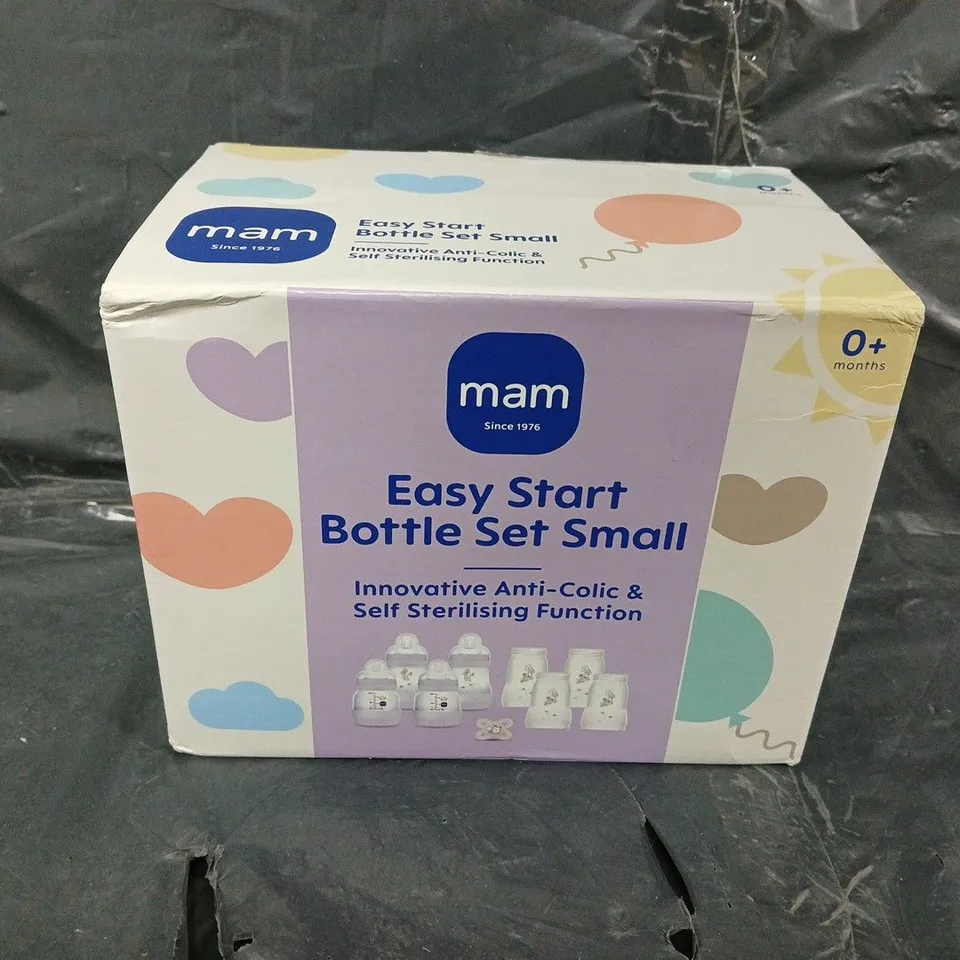 mam
Since 1976
Easy Start
Bottle Set Small
Innovative Anti-Colic &
Self Sterilising Function
0+
mam
Since 1976
0+
months
Easy Start
Bottle Set Small
Innovative Anti-Colic &
Self Sterilising Function